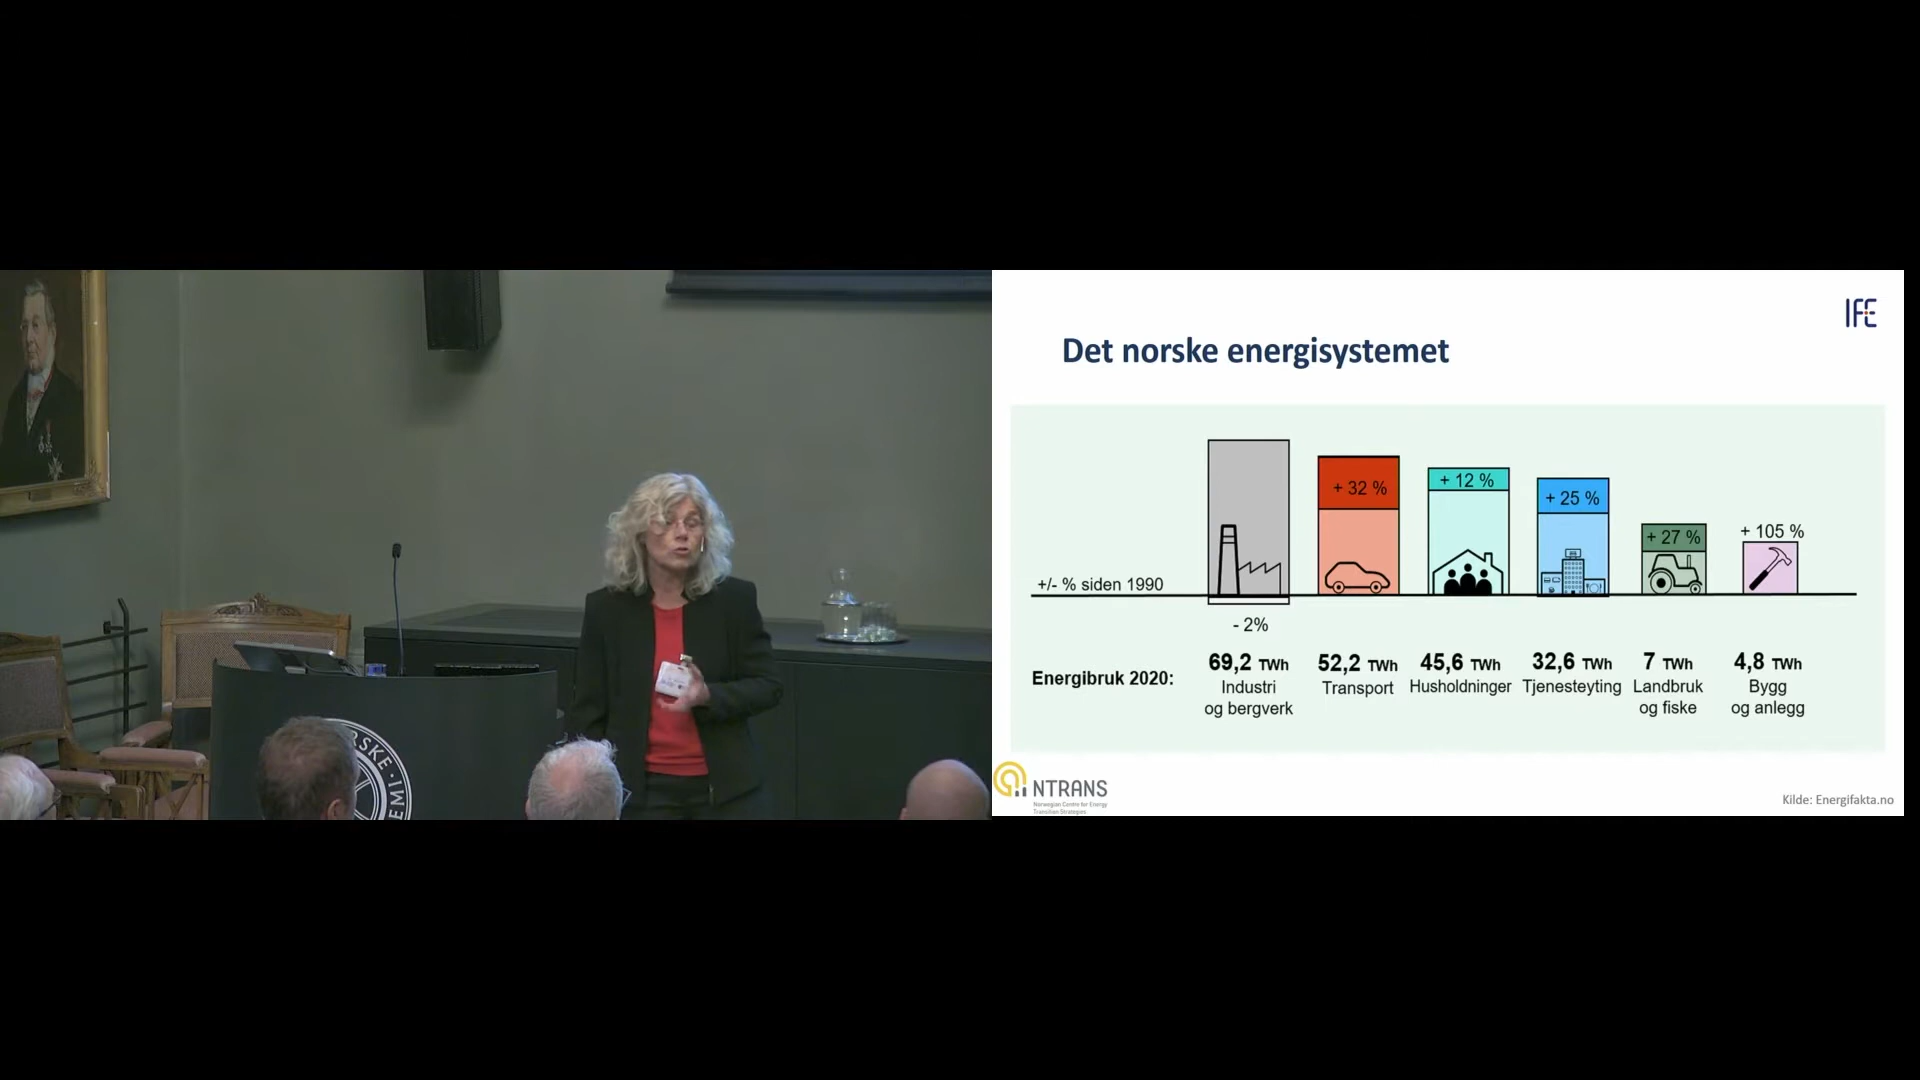 IFE
Det norske energisystemet
+ 32 %
+ 12 %
+ 25 %
+ 27 %
+ 105 %
+/- % siden 1990
- 2%
Energibruk 2020:
69,2 TWh
Industri
og bergverk
52,2 TWh
Transport
45,6 TWh
Husholdninger
32,6 TWh
Tjenesteyting
7 TWh
Landbruk
og fiske
4,8 TWh
Bygg
og anlegg
NTRANS
Norwegian Centre for Energy
Transition Strategies
Kilde: Energifakta.no